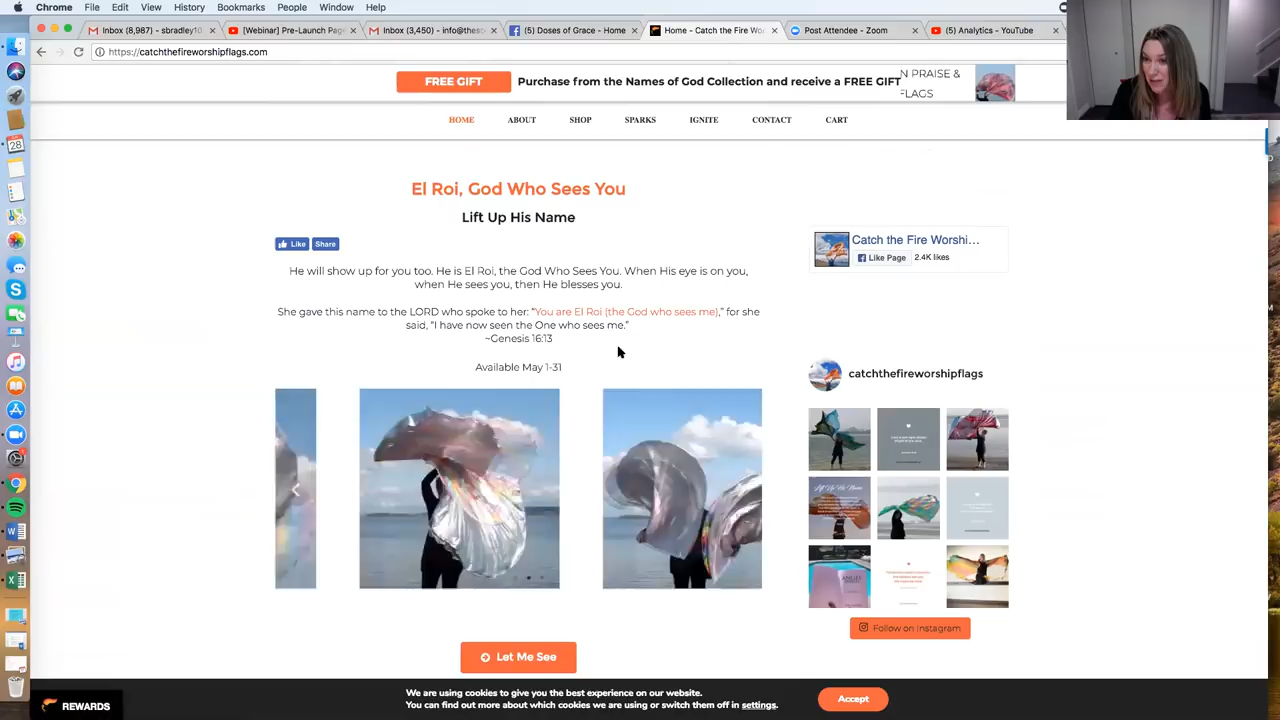 Chrome File Edit View History Bookmarks People Window Help
Inbox (8,987) - sbradley10
[Webinar] Pre-Launch Page
Inbox (3,450) - info@theso
(5) Doses of Grace - Home
Home - Catch the Fire Wo
Post Attendee - Zoom
(5) Analytics - YouTube
https://catchthefireworshipflags.com
FREE GIFT Purchase from the Names of God Collection and receive a FREE GIFT
N PRAISE &
FLAGS
HOME ABOUT SHOP SPARKS IGNITE CONTACT CART
El Roi, God Who Sees You
Lift Up His Name
Like Share
He will show up for you too. He is El Roi, the God Who Sees You. When His eye is on you,
when He sees you, then He blesses you.
She gave this name to the LORD who spoke to her: “You are El Roi (the God who sees me),” for she
said, “I have now seen the One who sees me.”
~Genesis 16:13
Available May 1-31
Catch the Fire Worshi...
Like Page 2.4K likes
catchthefireworshipflags
Lift Up His Name
Follow on Instagram
Let Me See
We are using cookies to give you the best experience on our website.
You can find out more about which cookies we are using or switch them off in settings.
Accept
REWARDS
28